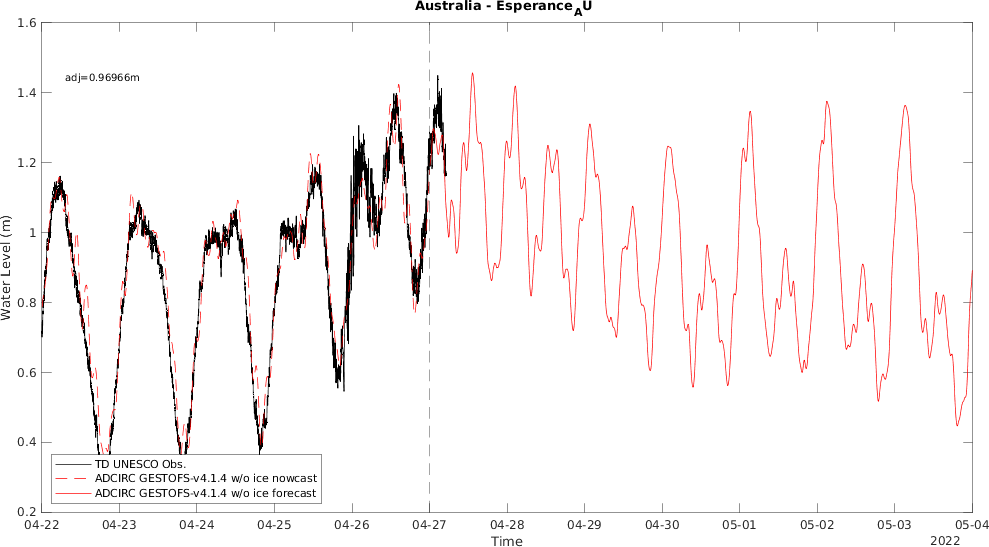 Australia - Esperance_AU
adj=0.96966m
Water Level (m)
1.6
1.4
1.2
1
0.8
0.6
0.4
0.2
TD UNESCO Obs.
ADCIRC GESTOFS-v4.1.4 w/o ice nowcast
ADCIRC GESTOFS-v4.1.4 w/o ice forecast
04-22 04-23 04-24 04-25 04-26 04-27 04-28 04-29 04-30 05-01 05-02 05-03 05-04
Time
2022